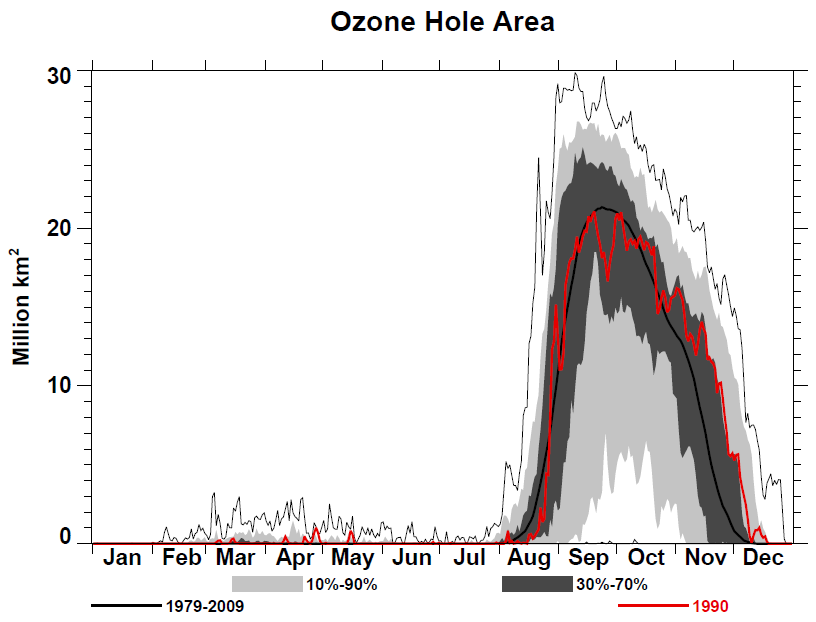 Ozone Hole Area
30
20
10
0
Million km²
Jan Feb Mar Apr May Jun Jul Aug Sep Oct Nov Dec
10%-90% 30%-70%
1979-2009 1990